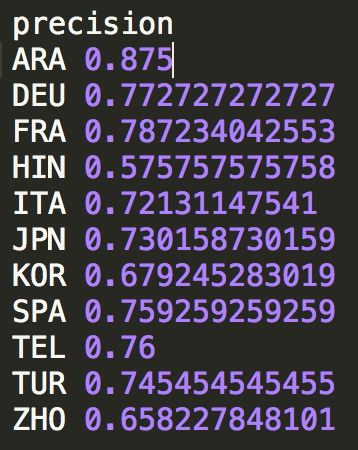 precision
ARA 0.875
DEU 0.772727272727
FRA 0.787234042553
HIN 0.575757575758
ITA 0.72131147541
JPN 0.730158730159
KOR 0.679245283019
SPA 0.759259259259
TEL 0.76
TUR 0.745454545455
ZHO 0.658227848101